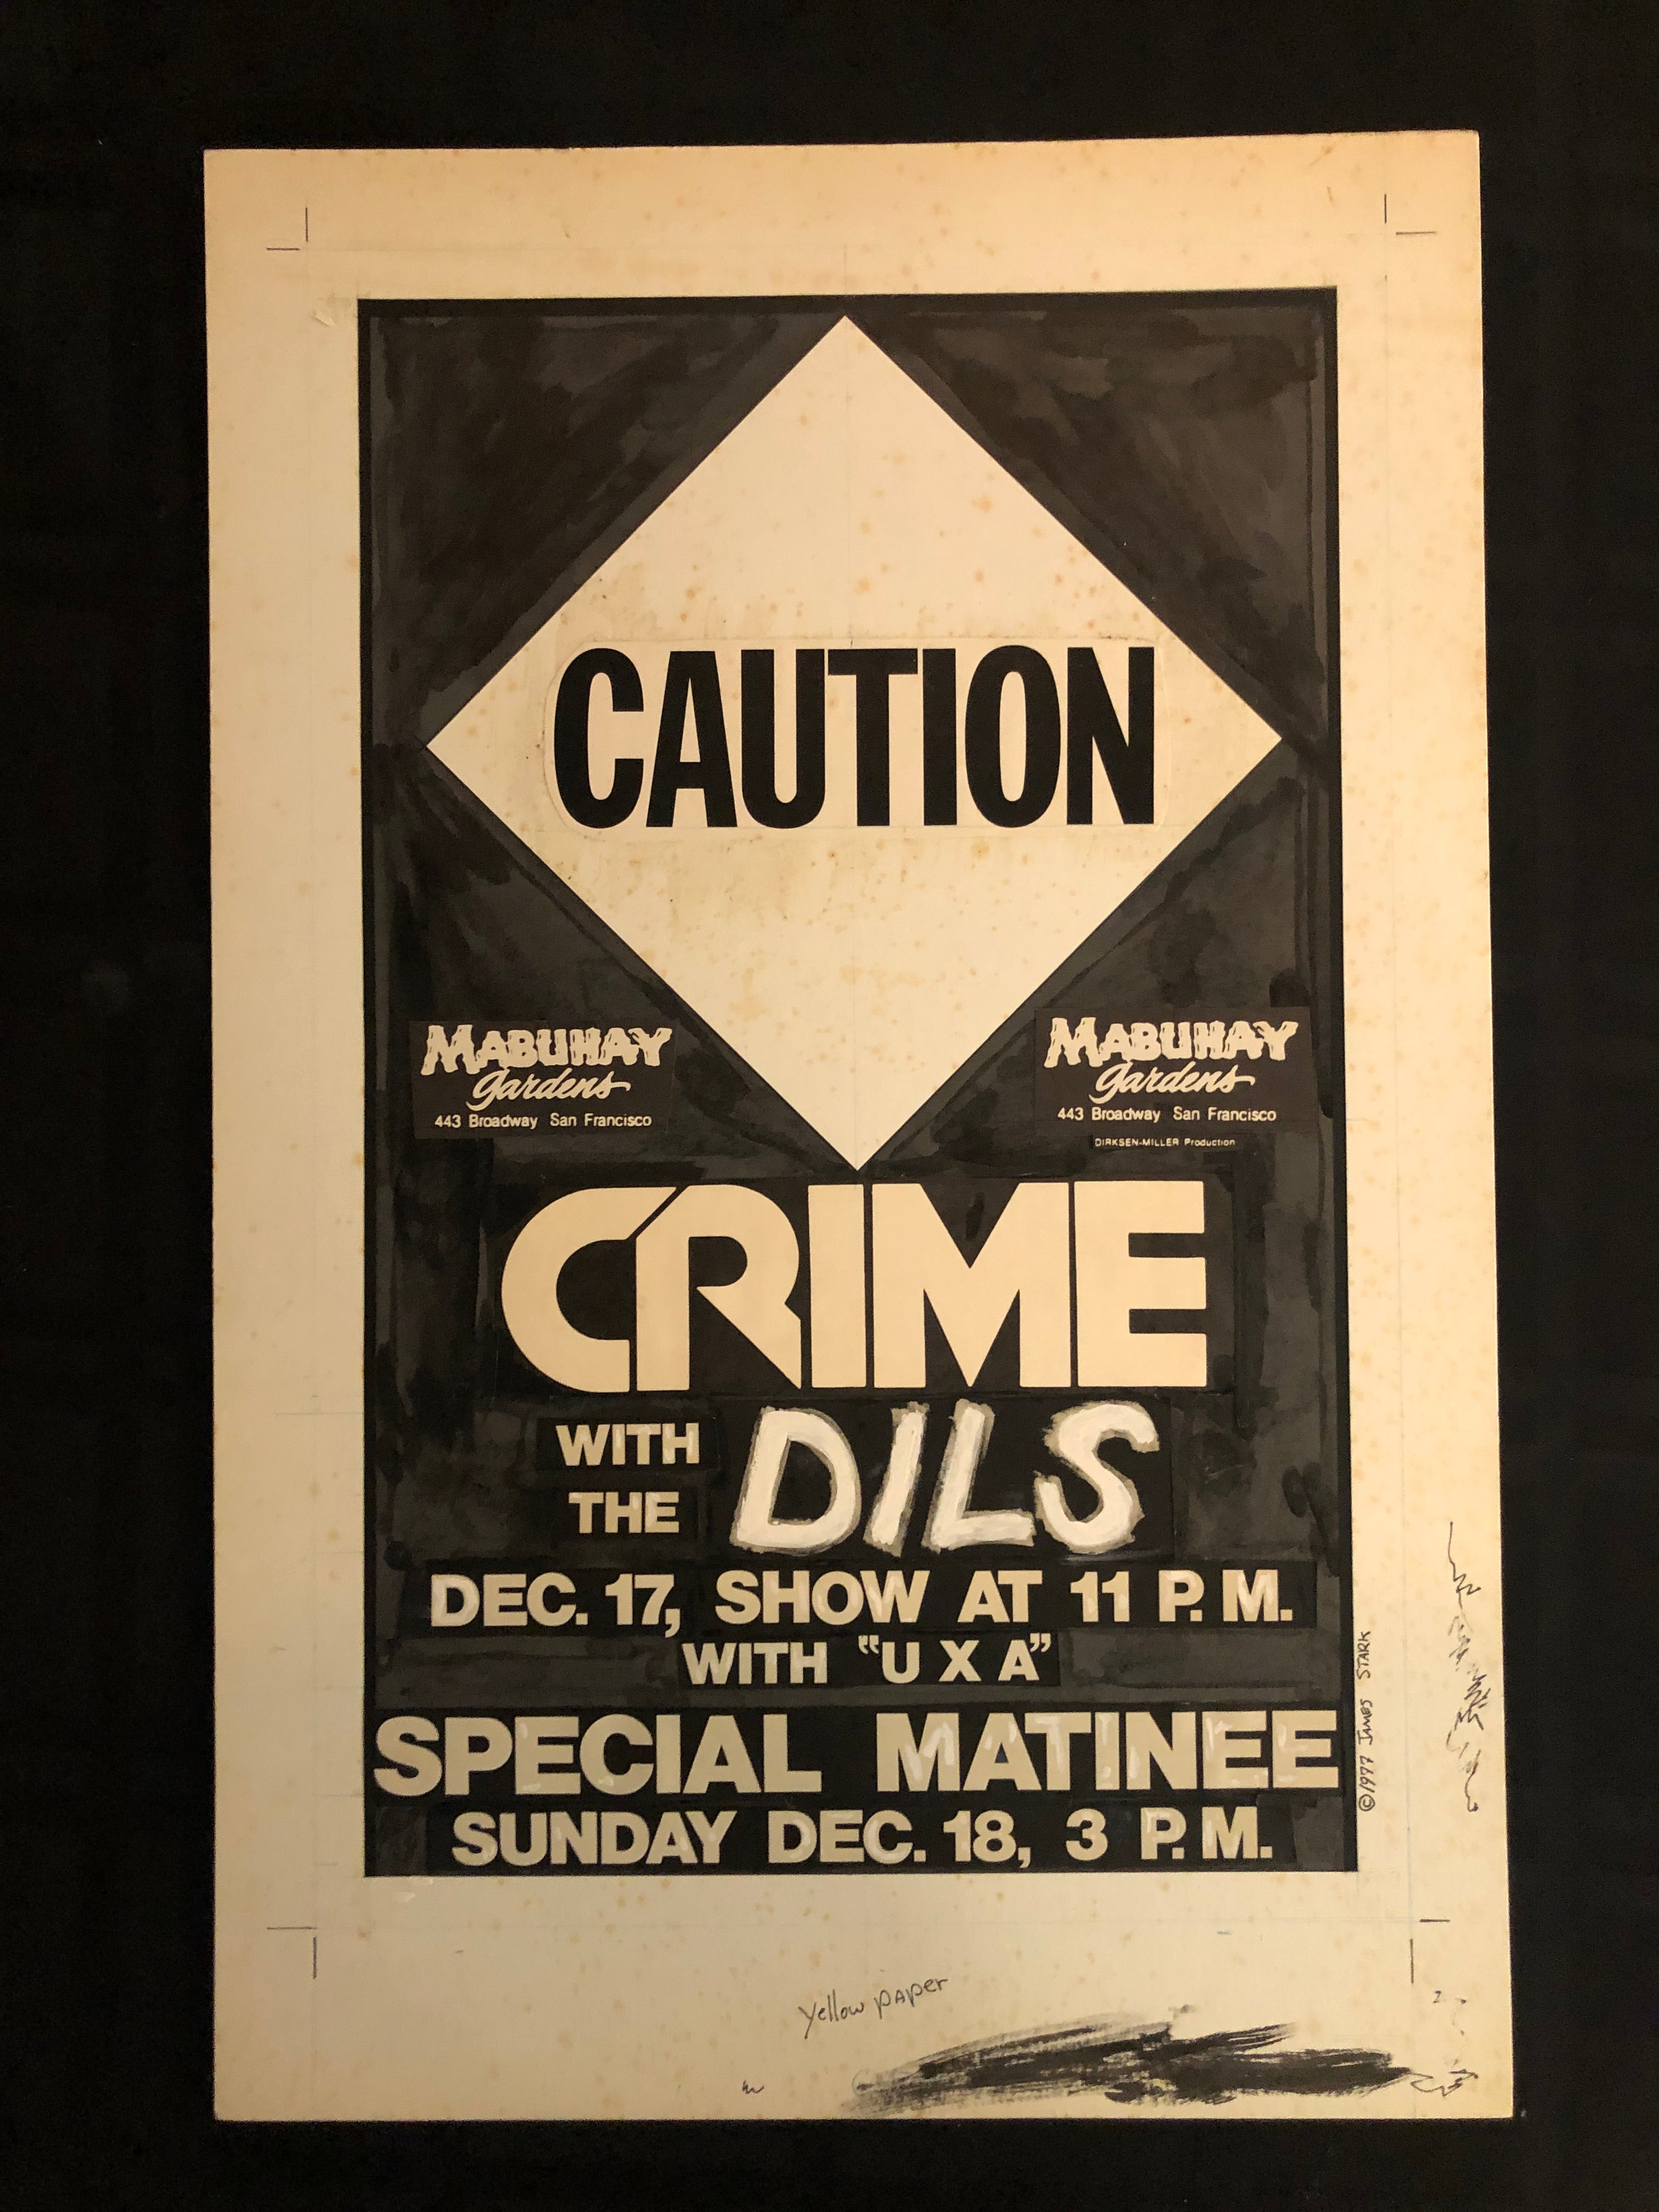 CAUTION
MABUHAY
Gardens
443 Broadway San Francisco
MABUHAY
Gardens
443 Broadway San Francisco
DIRKSEN-MILLER Production
CRIME
WITH
THE
DILS
DEC. 17, SHOW AT 11 P.M.
WITH "U X A"
SPECIAL MATINEE
SUNDAY DEC. 18, 3 P.M.
©1977 JAMES STARK
yellow paper